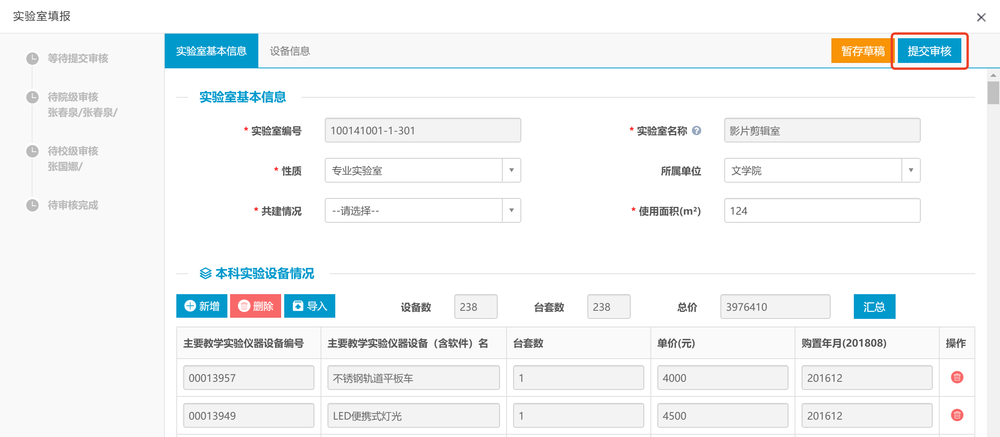 实验室填报
等待提交审核
待院级审核
张春泉/张春泉/
待校级审核
张国娜/
待审核完成
实验室基本信息 设备信息 暂存草稿 提交审核
实验室基本信息
* 实验室编号 100141001-1-301 * 实验室名称 ? 影片剪辑室
* 性质 专业实验室 所属单位 文学院
* 共建情况 --请选择-- * 使用面积(m²) 124
本科实验设备情况
新增 删除 导入 设备数 238 台套数 238 总价 3976410 汇总
主要教学实验仪器设备编号 主要教学实验仪器设备（含软件）名 台套数 单价(元) 购置年月(201808) 操作
00013957 不锈钢轨道平板车 1 4000 201612
00013949 LED便携式灯光 1 4500 201612